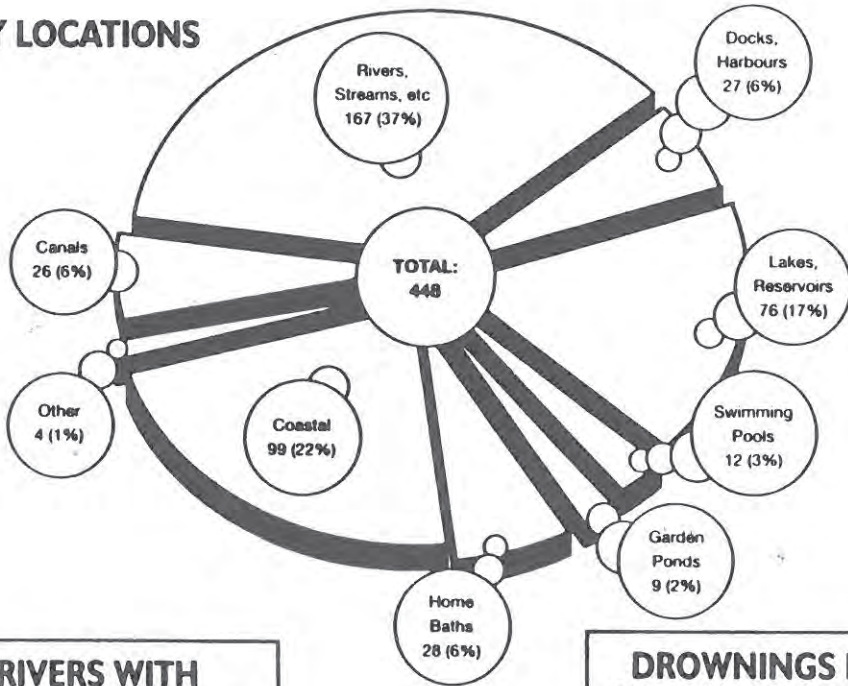 Y LOCATIONS
Rivers,
Streams, etc
167 (37%)
Docks,
Harbours
27 (6%)
Canals
26 (6%)
TOTAL:
448
Lakes,
Reservoirs
76 (17%)
Other
4 (1%)
Coastal
99 (22%)
Swimming
Pools
12 (3%)
Garden
Ponds
9 (2%)
Home
Baths
28 (6%)
RIVERS WITH
DROWNINGS